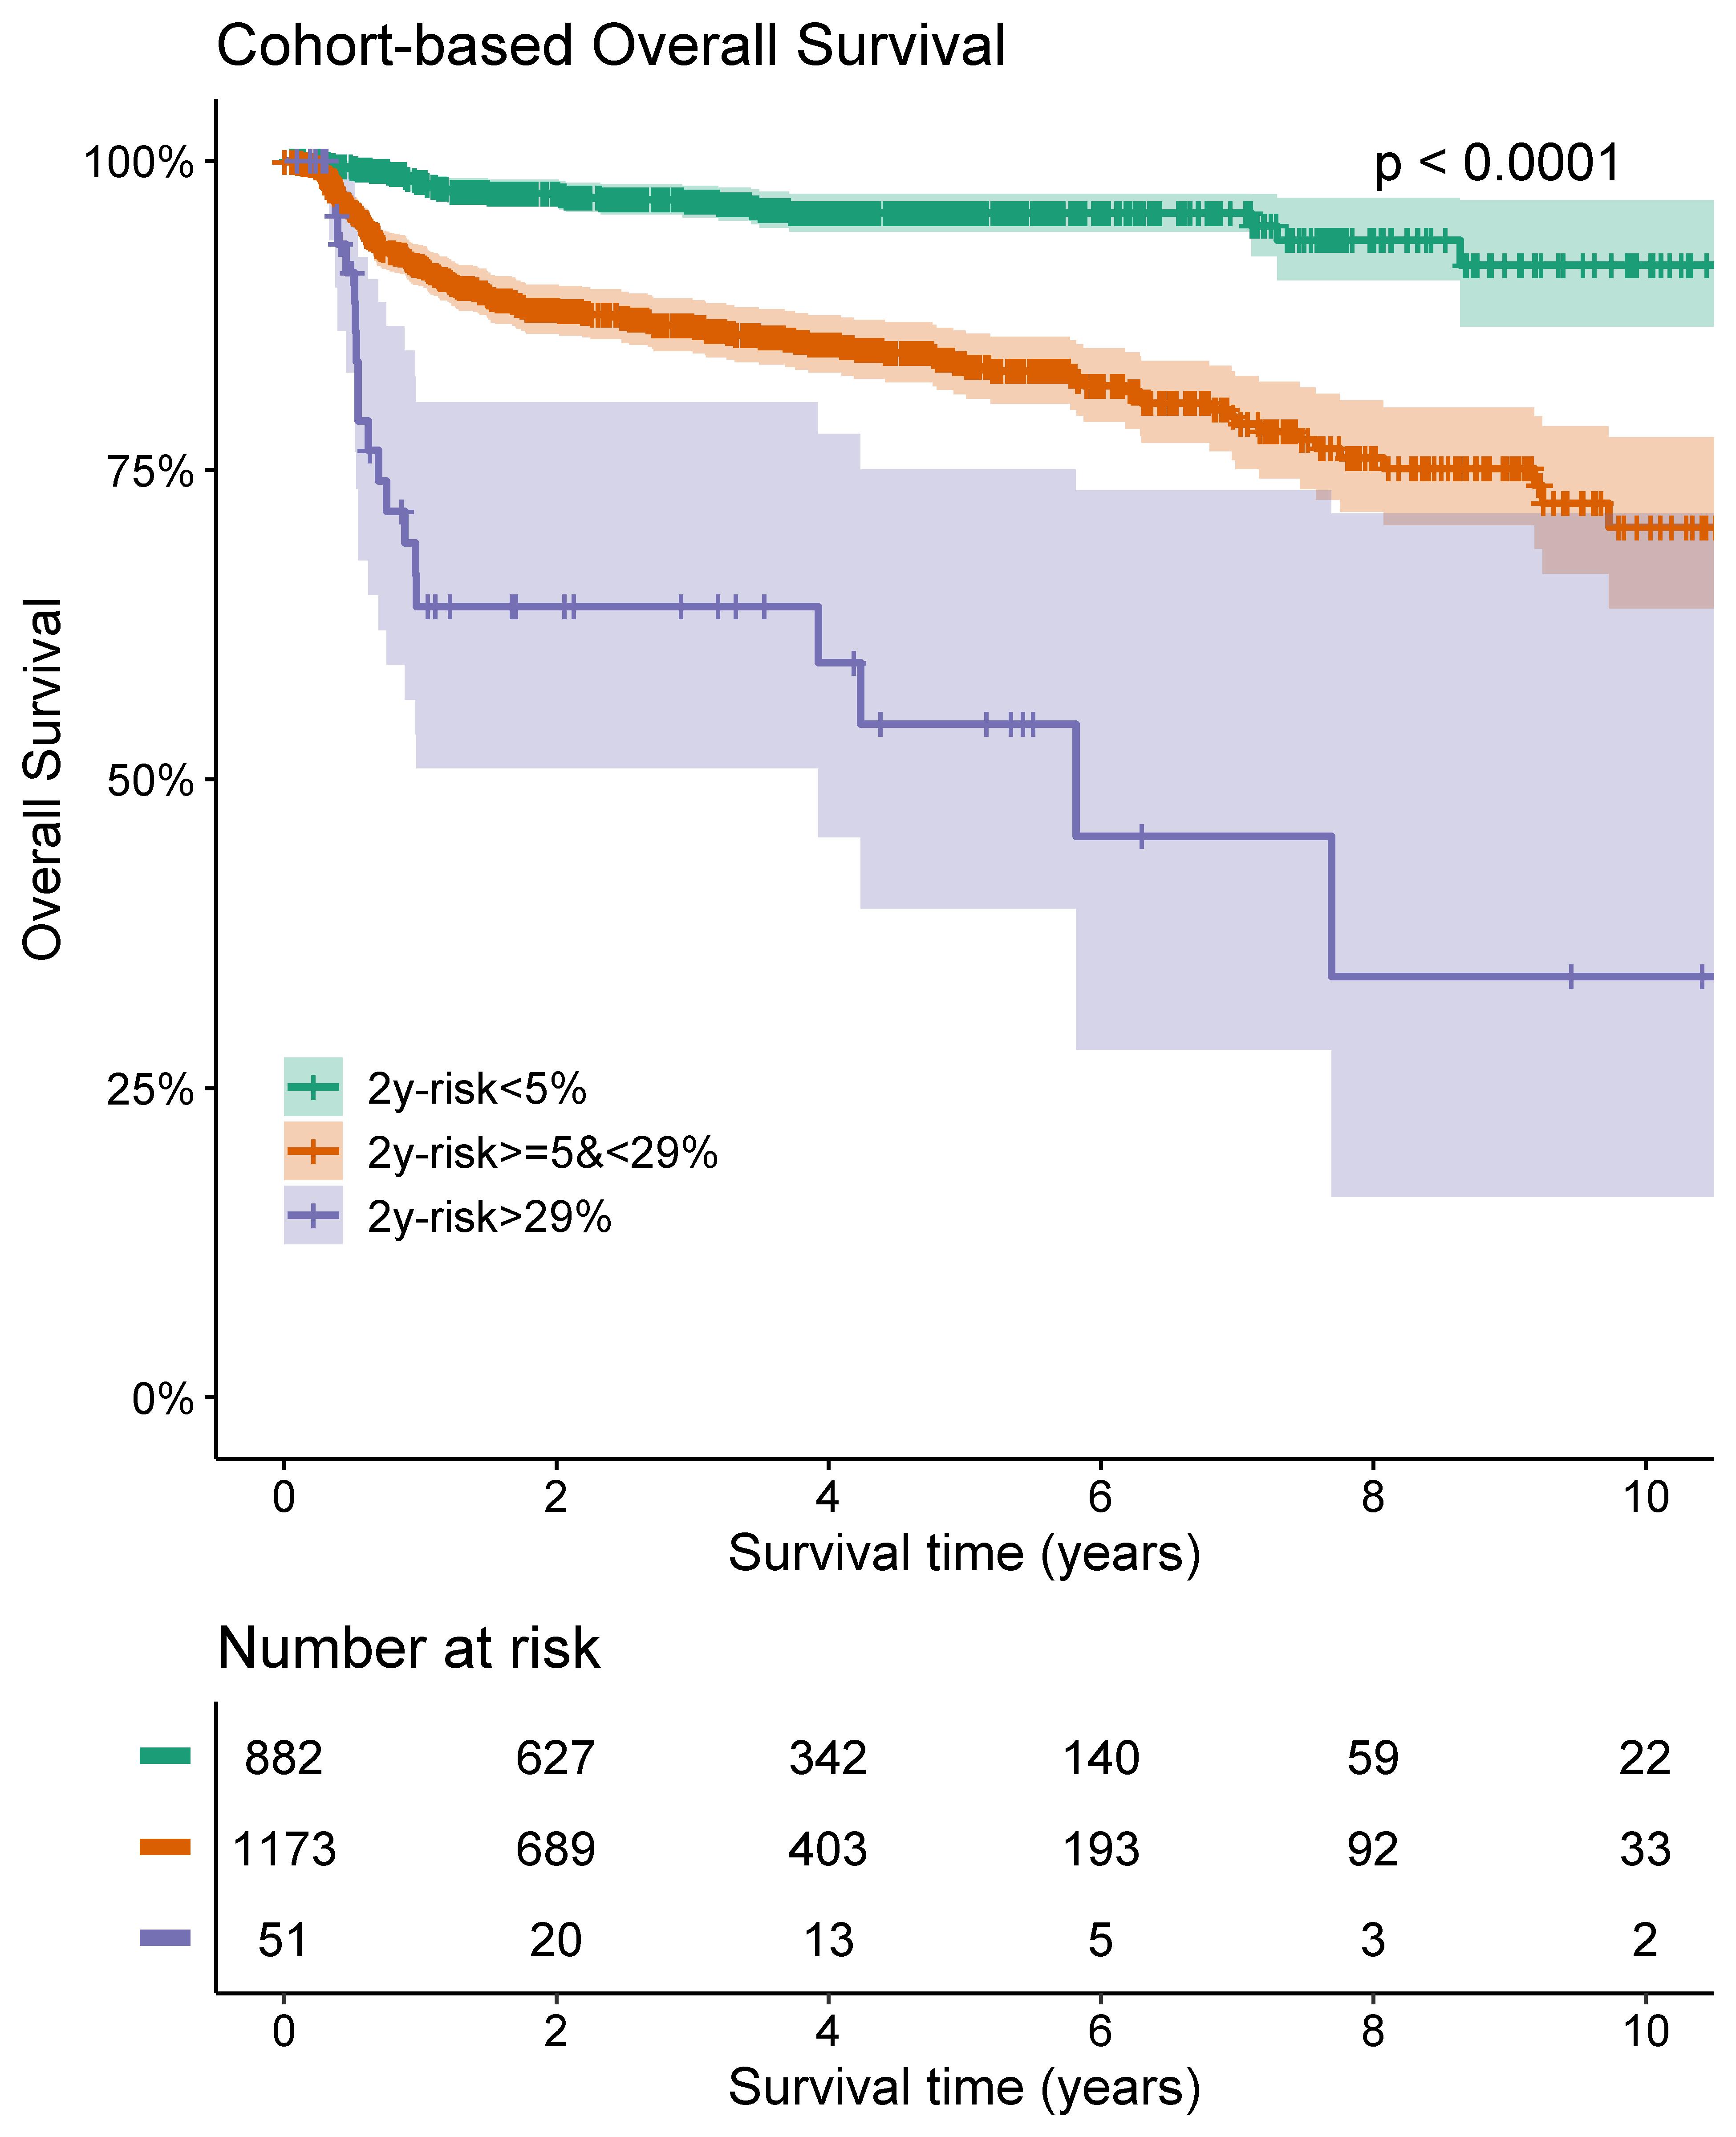 Cohort-based Overall Survival
p < 0.0001
100%
75%
50%
25%
0%
Overall Survival
2y-risk<5%
2y-risk>=5&<29%
2y-risk>29%
0 2 4 6 8 10
Survival time (years)
Number at risk
882 627 342 140 59 22
1173 689 403 193 92 33
51 20 13 5 3 2
0 2 4 6 8 10
Survival time (years)